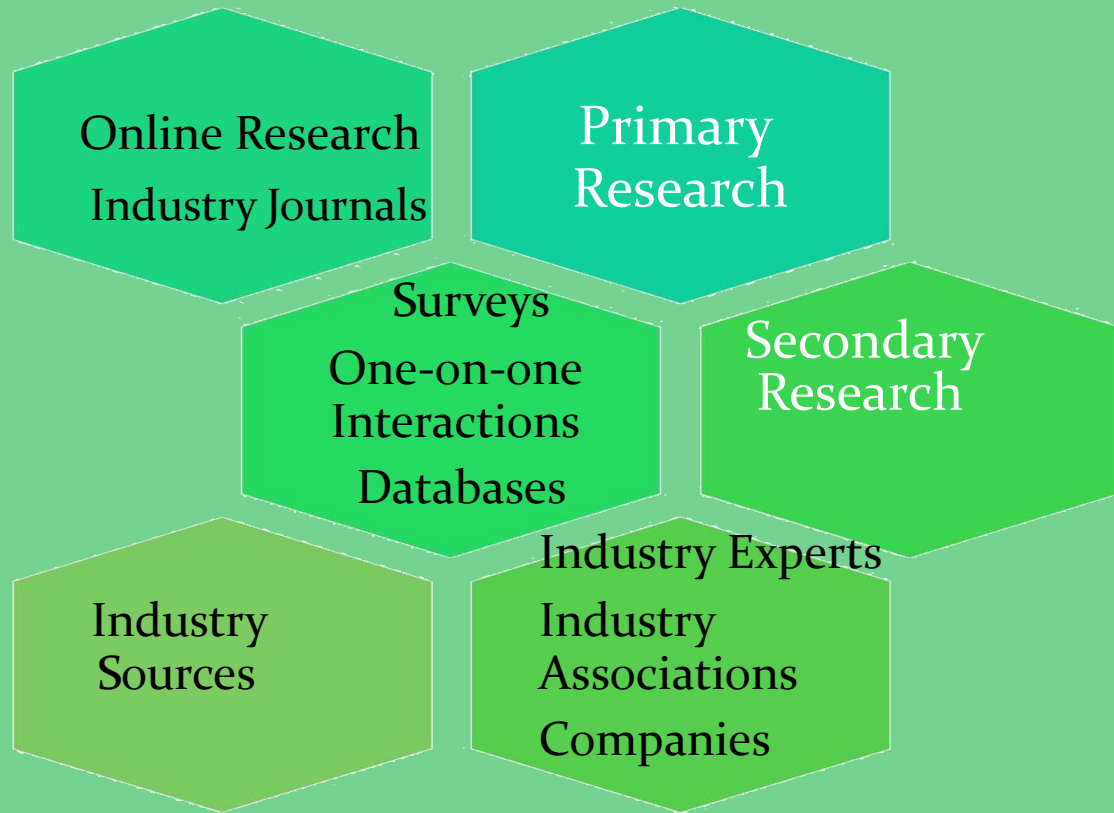 Online Research
Industry Journals
Primary
Research
Surveys
One-on-one
Interactions
Databases
Secondary
Research
Industry
Sources
Industry Experts
Industry
Associations
Companies